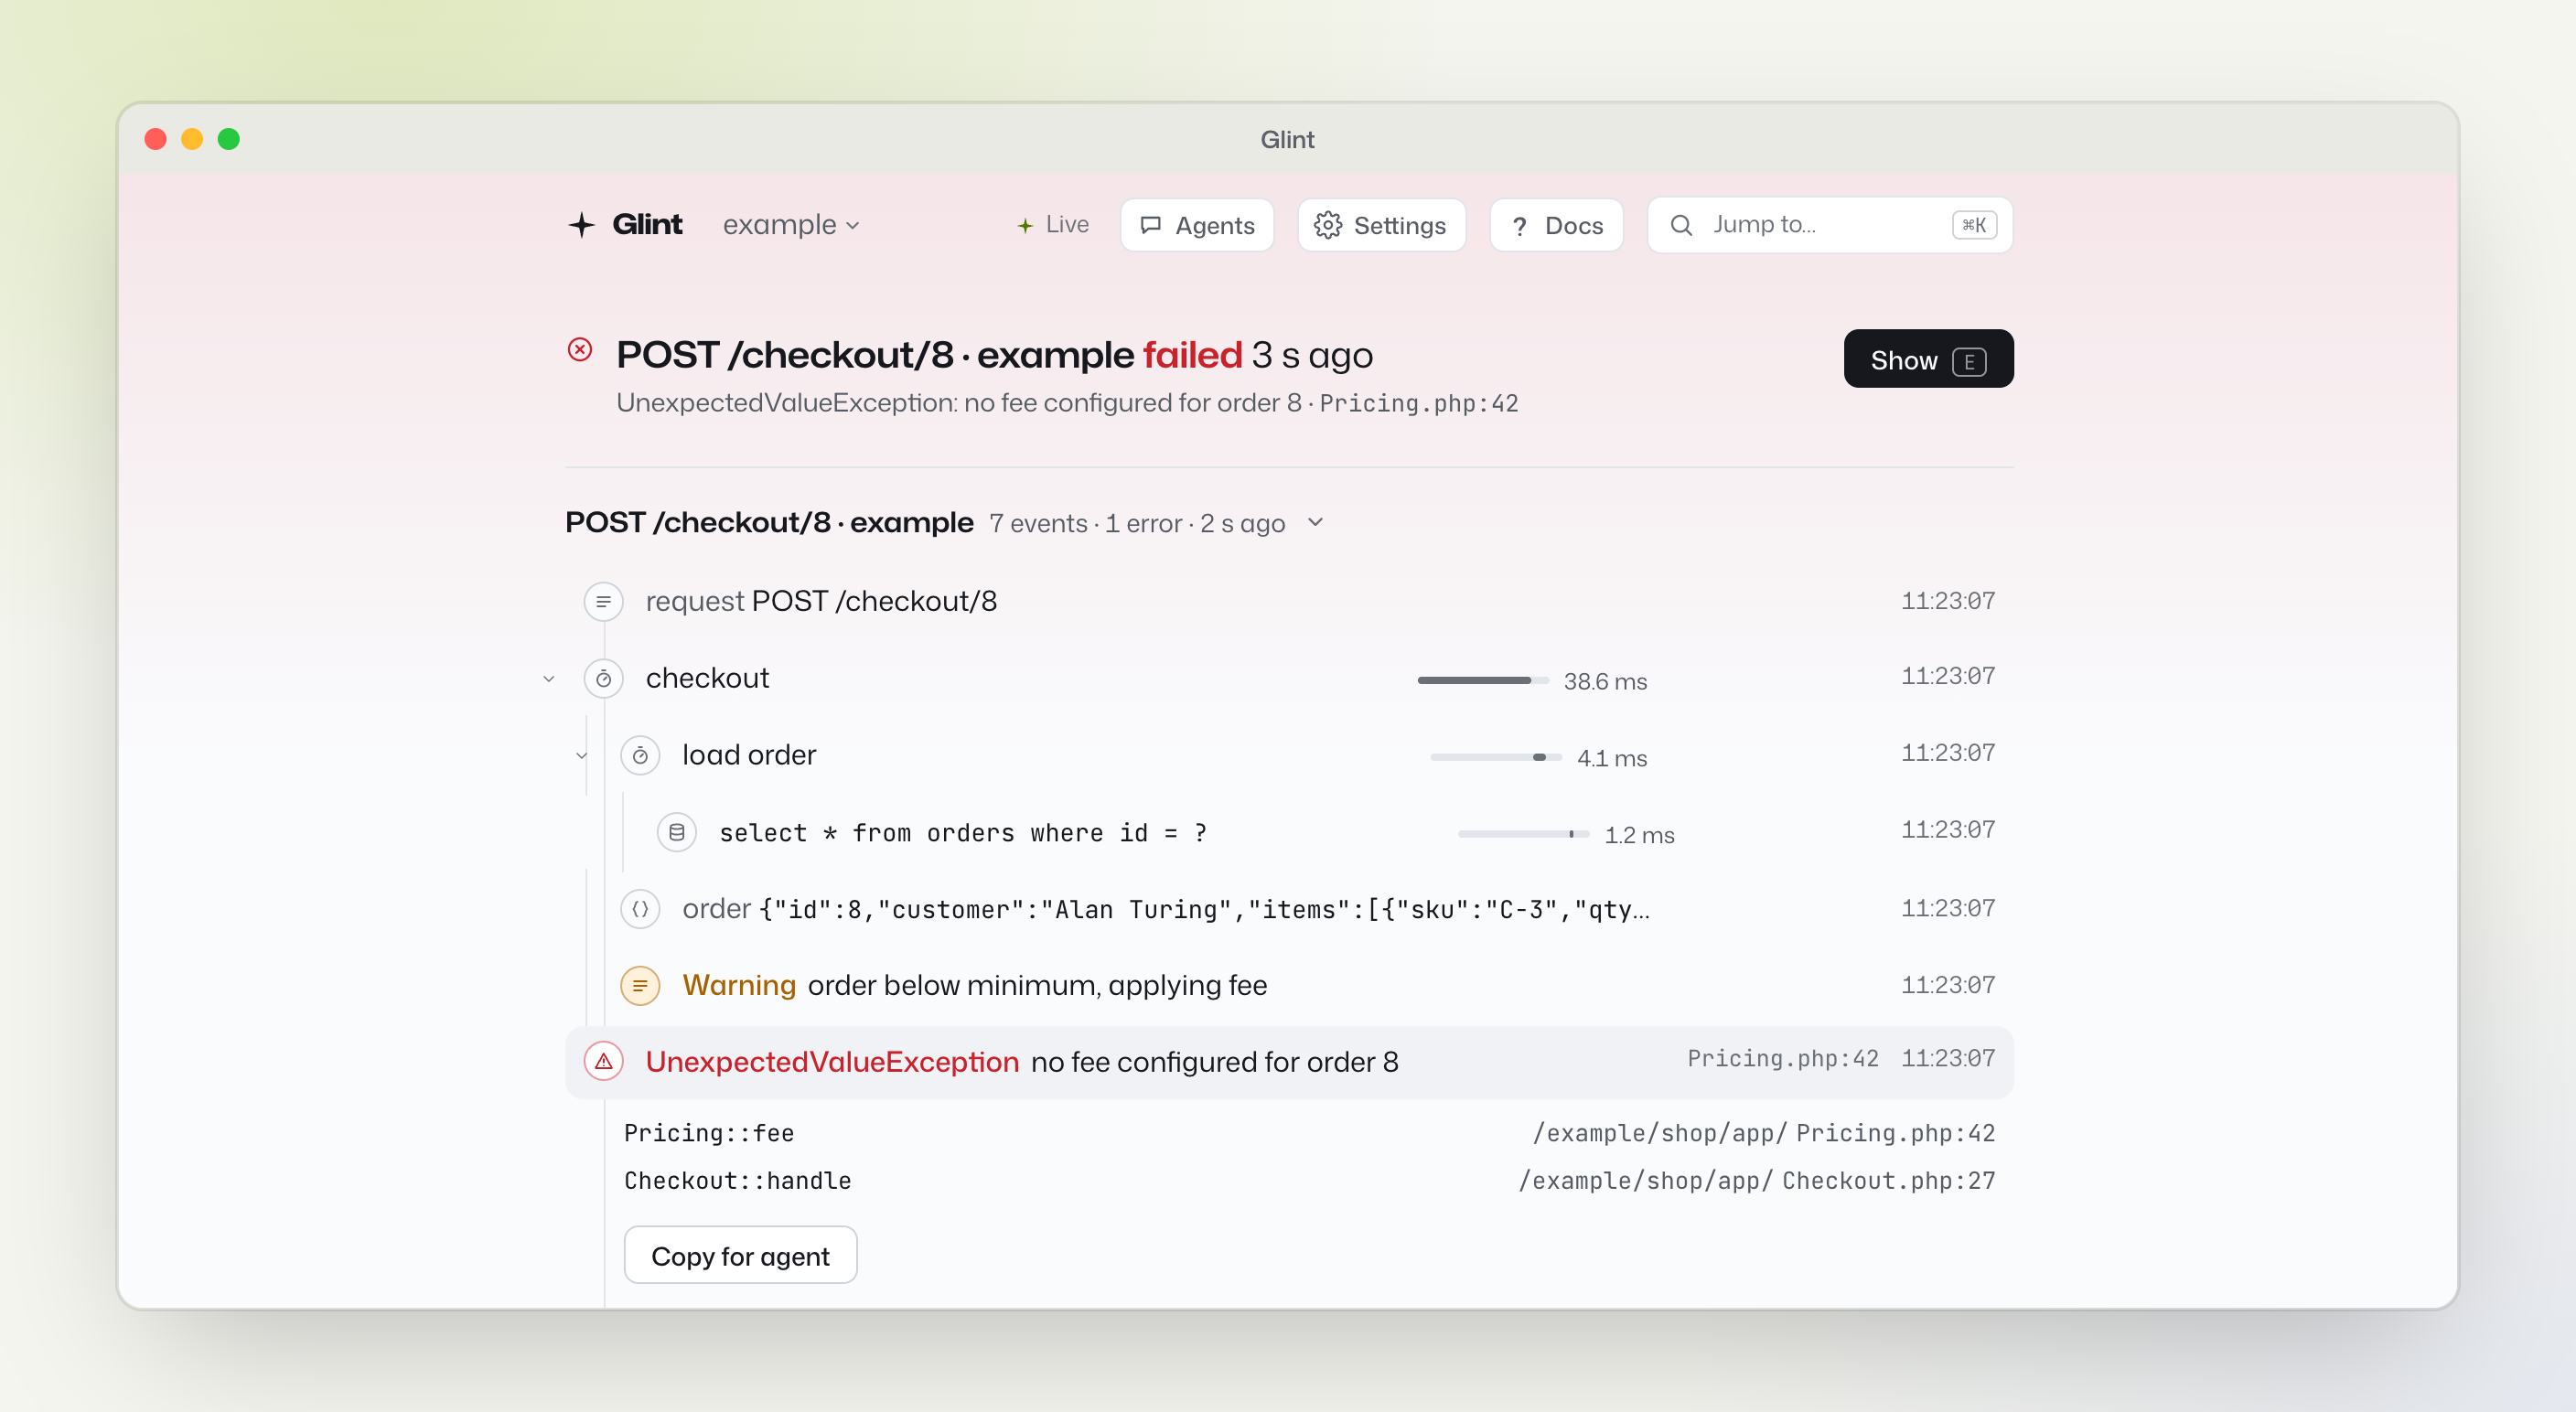 Glint
Glint example Live Agents Settings ? Docs Jump to... ⌘K
POST /checkout/8 · example failed 3 s ago Show E
UnexpectedValueException: no fee configured for order 8 · Pricing.php:42
POST /checkout/8 · example 7 events · 1 error · 2 s ago
request POST /checkout/8 11:23:07
checkout 38.6 ms 11:23:07
load order 4.1 ms 11:23:07
select * from orders where id = ? 1.2 ms 11:23:07
order {"id":8,"customer":"Alan Turing","items":[{"sku":"C-3","qty... 11:23:07
Warning order below minimum, applying fee 11:23:07
UnexpectedValueException no fee configured for order 8 Pricing.php:42 11:23:07
Pricing::fee /example/shop/app/ Pricing.php:42
Checkout::handle /example/shop/app/ Checkout.php:27
Copy for agent